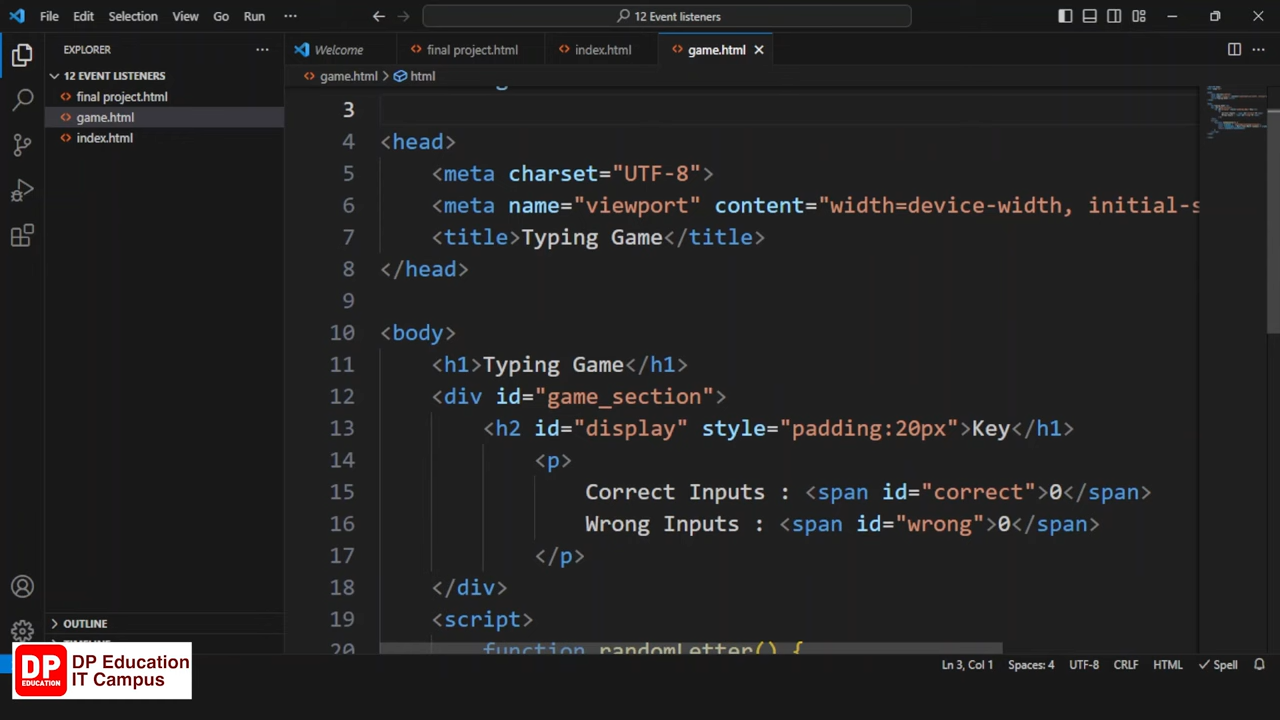 File Edit Selection View Go Run ··· 12 Event listeners
EXPLORER ···
12 EVENT LISTENERS
final project.html
game.html
index.html
OUTLINE
Welcome final project.html index.html game.html
game.html > html
3
4 <head>
5 <meta charset="UTF-8">
6 <meta name="viewport" content="width=device-width, initial-s
7 <title>Typing Game</title>
8 </head>
9
10 <body>
11 <h1>Typing Game</h1>
12 <div id="game_section">
13 <h2 id="display" style="padding:20px">Key</h1>
14 <p>
15 Correct Inputs : <span id="correct">0</span>
16 Wrong Inputs : <span id="wrong">0</span>
17 </p>
18 </div>
19 <script>
20 function randomLetter() {
DP EDUCATION
DP Education
IT Campus
Ln 3, Col 1 Spaces: 4 UTF-8 CRLF HTML Spell